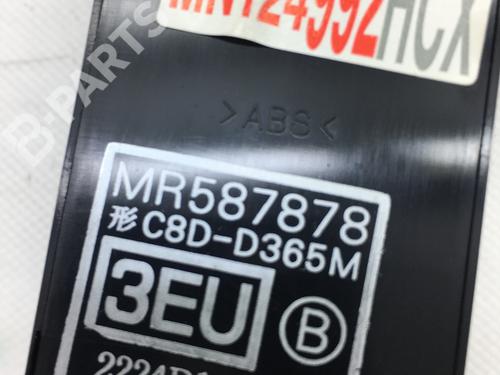 MN124992HCX
>ABS<
MR587878
形 C8D-D365M
3EU
B
B-PARTS